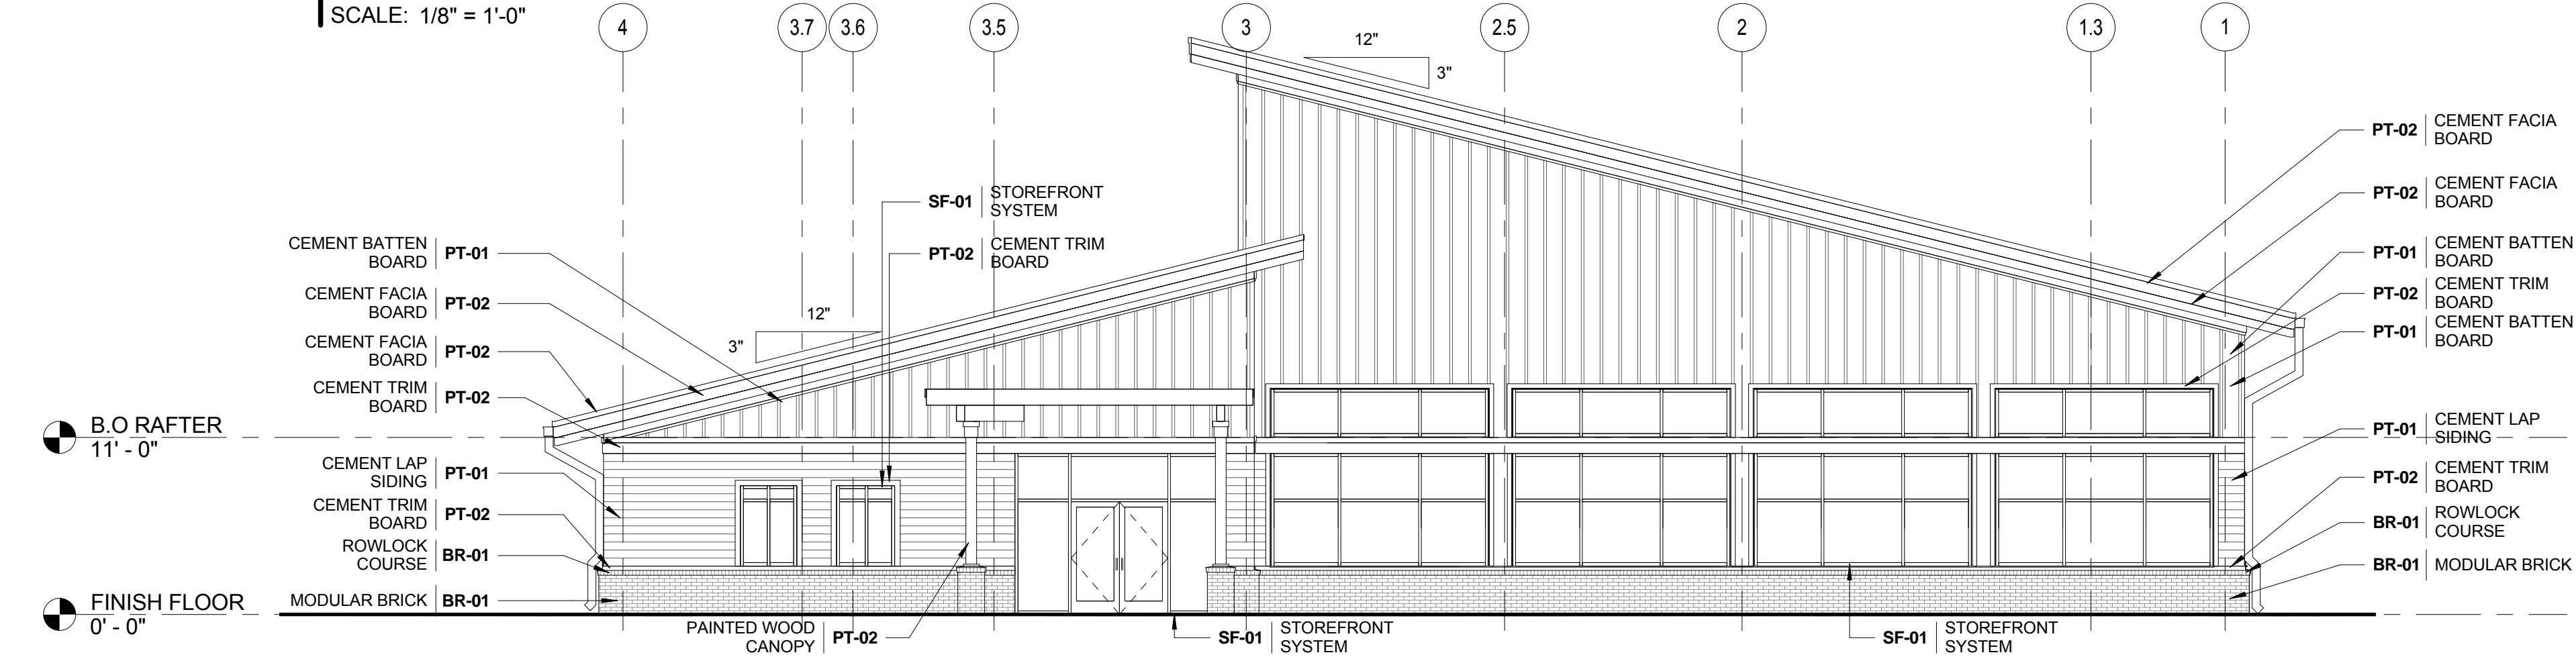 SCALE: 1/8" = 1'-0"
4
3.7
3.6
3.5
3
2.5
2
1.3
1
12"
3"
12"
3"
SF-01 STOREFRONT
SYSTEM
PT-02 CEMENT TRIM
BOARD
CEMENT BATTEN
BOARD PT-01
CEMENT FACIA
BOARD PT-02
CEMENT FACIA
BOARD PT-02
CEMENT TRIM
BOARD PT-02
B.O RAFTER
11' - 0"
CEMENT LAP
SIDING PT-01
CEMENT TRIM
BOARD PT-02
ROWLOCK
COURSE BR-01
MODULAR BRICK BR-01
FINISH FLOOR
0' - 0"
PAINTED WOOD
CANOPY PT-02
SF-01 STOREFRONT
SYSTEM
SF-01 STOREFRONT
SYSTEM
PT-02 CEMENT FACIA
BOARD
PT-02 CEMENT FACIA
BOARD
PT-01 CEMENT BATTEN
BOARD
PT-02 CEMENT TRIM
BOARD
PT-01 CEMENT BATTEN
BOARD
PT-01 CEMENT LAP
SIDING
PT-02 CEMENT TRIM
BOARD
BR-01 ROWLOCK
COURSE
BR-01 MODULAR BRICK